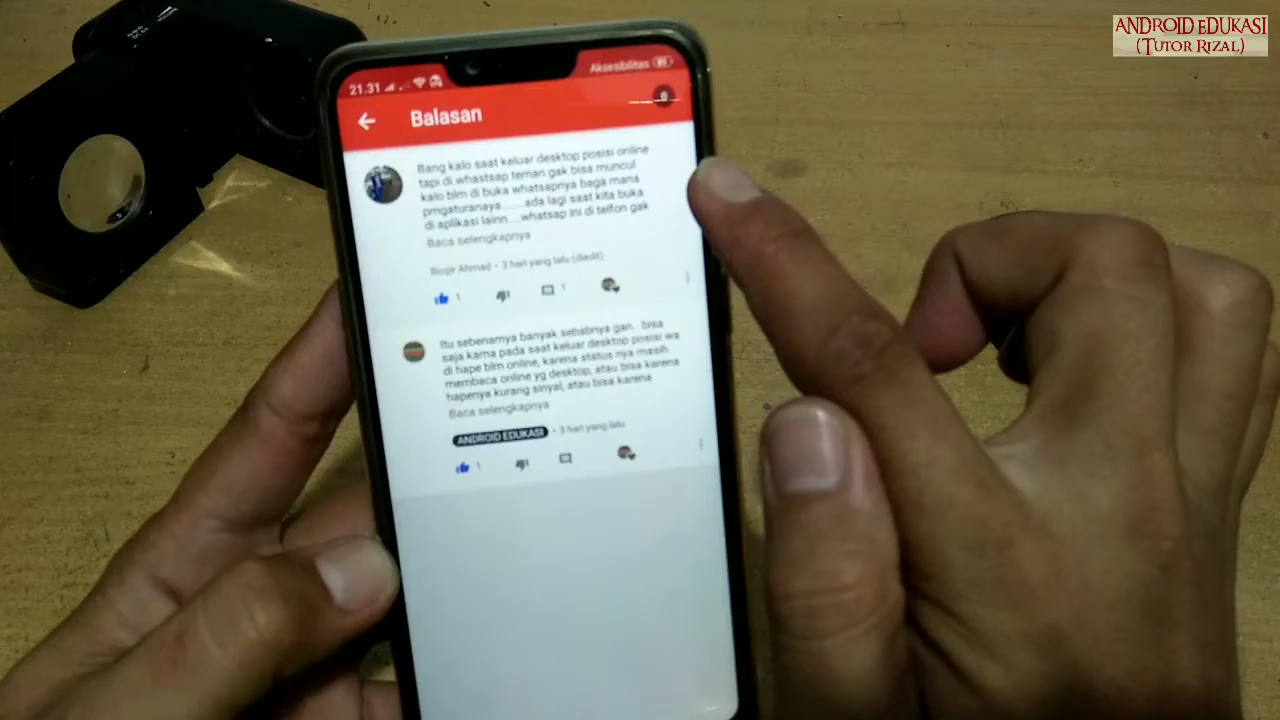 ANDROID EDUKASI
(Tutor Rizal)
21.31
Aksesibilitas
Balasan
Bang kalo saat keluar desktop posisi online
tapi di whastsap teman gak bisa muncul
kalo blm di buka whatsapnya baga mana
pmgaturanaya........ada lagi saat kita buka
di aplikasi lainn....whatsap ini di telfon gak
Baca selengkapnya
Ahmad • 3 hari yang lalu (diedit)
1
1
Itu sebenarnya banyak sebabnya gan. bisa
saja karna pada saat keluar desktop posisi wa
di hape blm online, karena status nya masih
membaca online yg desktop, atau bisa karena
hapenya kurang sinyal, atau bisa karena
Baca selengkapnya
ANDROID EDUKASI • 3 hari yang lalu
1